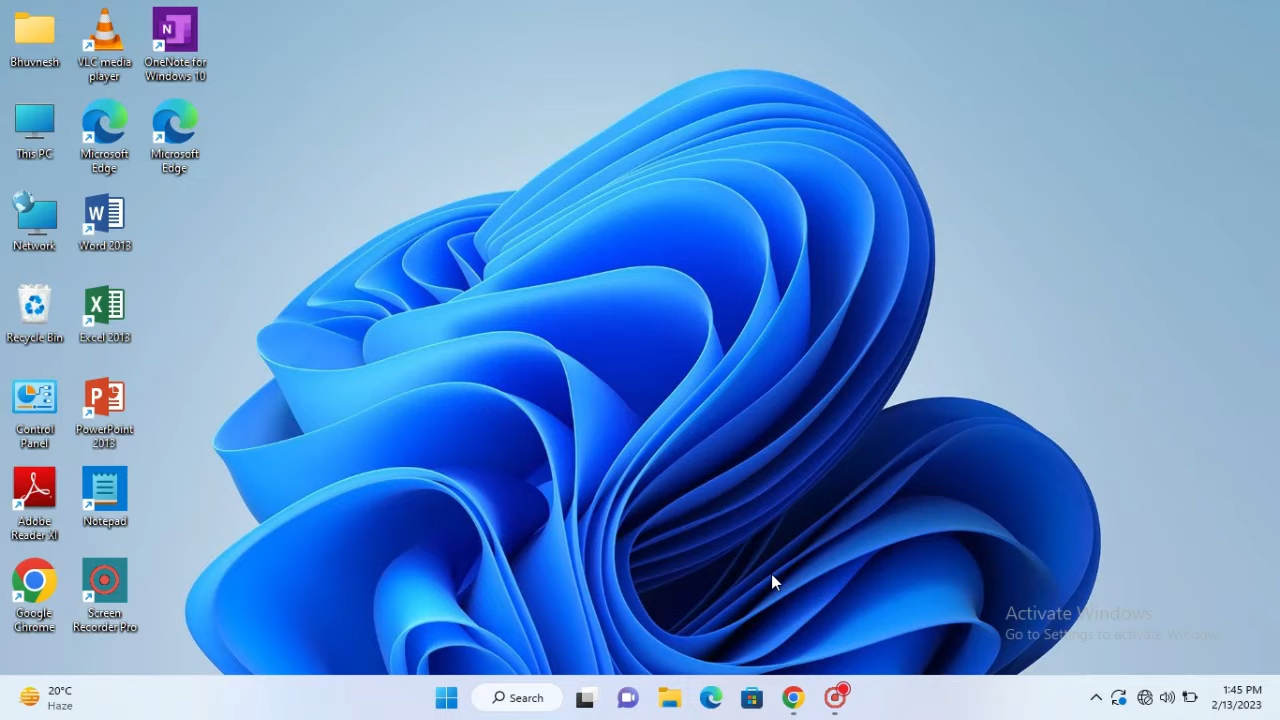 Bhuvnesh
VLC media
player
OneNote for
Windows 10
This PC
Microsoft
Edge
Microsoft
Edge
Network
Word 2013
Recycle Bin
Excel 2013
Control
Panel
PowerPoint
2013
Adobe
Reader XI
Notepad
Google
Chrome
Screen
Recorder Pro
Activate Windows
Go to Settings to activate Windows.
20°C
Haze
Search
1:45 PM
2/13/2023